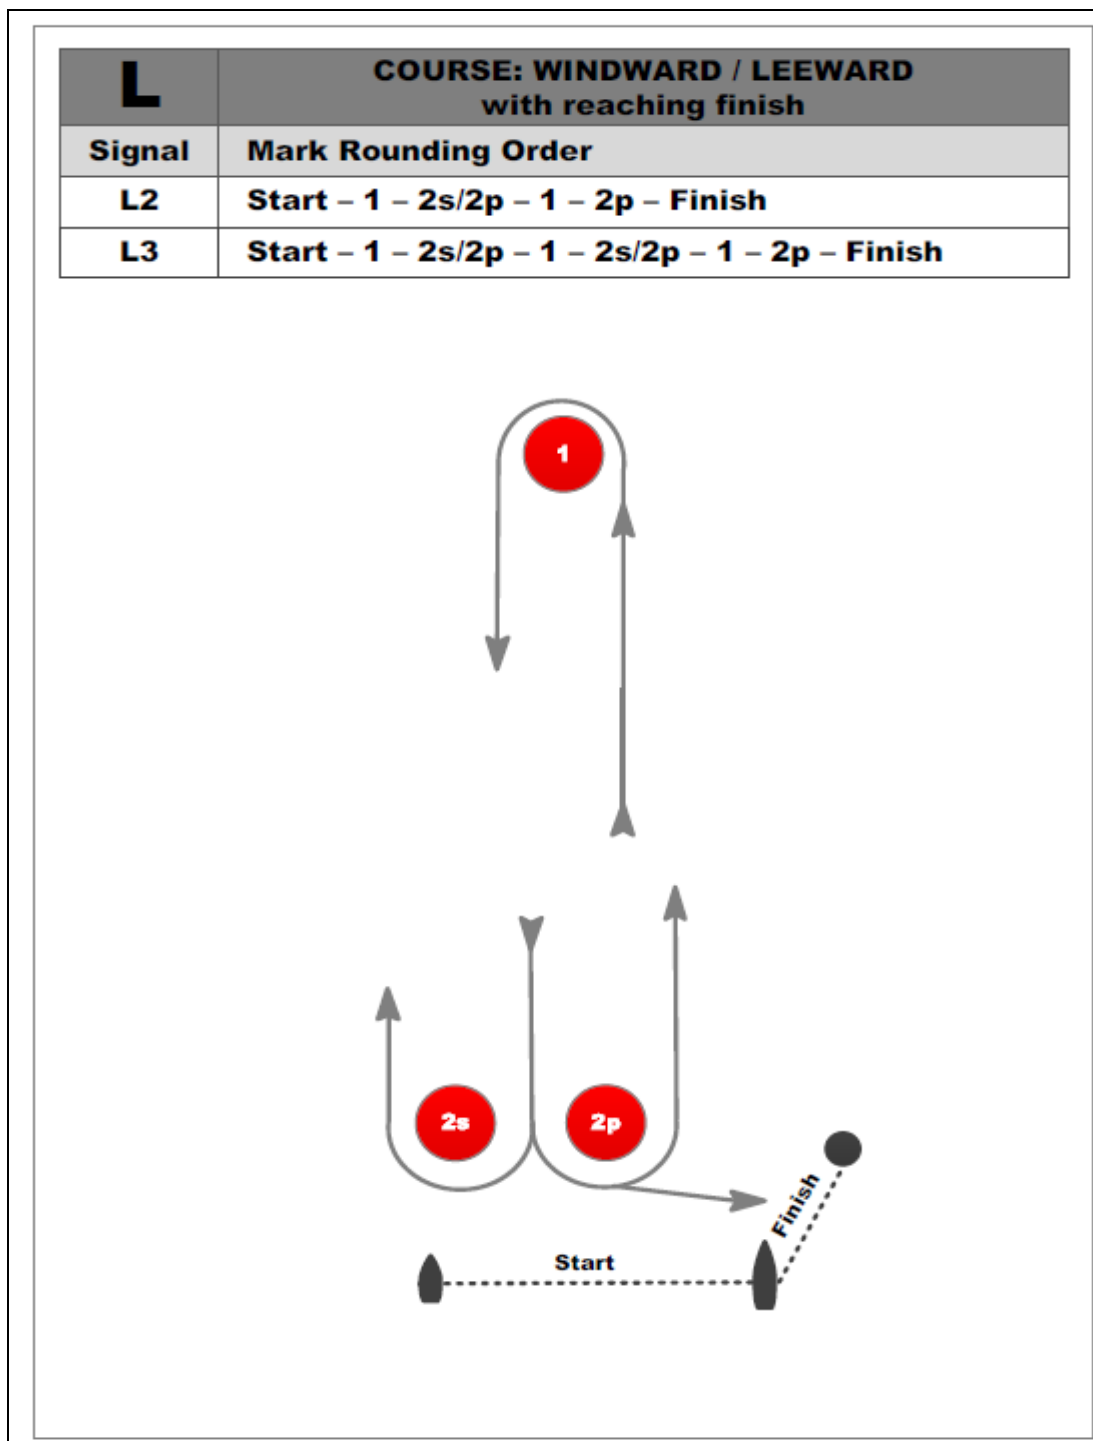 L
COURSE: WINDWARD / LEEWARD
with reaching finish
Signal Mark Rounding Order
L2 Start – 1 – 2s/2p – 1 – 2p – Finish
L3 Start – 1 – 2s/2p – 1 – 2s/2p – 1 – 2p – Finish
1
2s
2p
Finish
Start